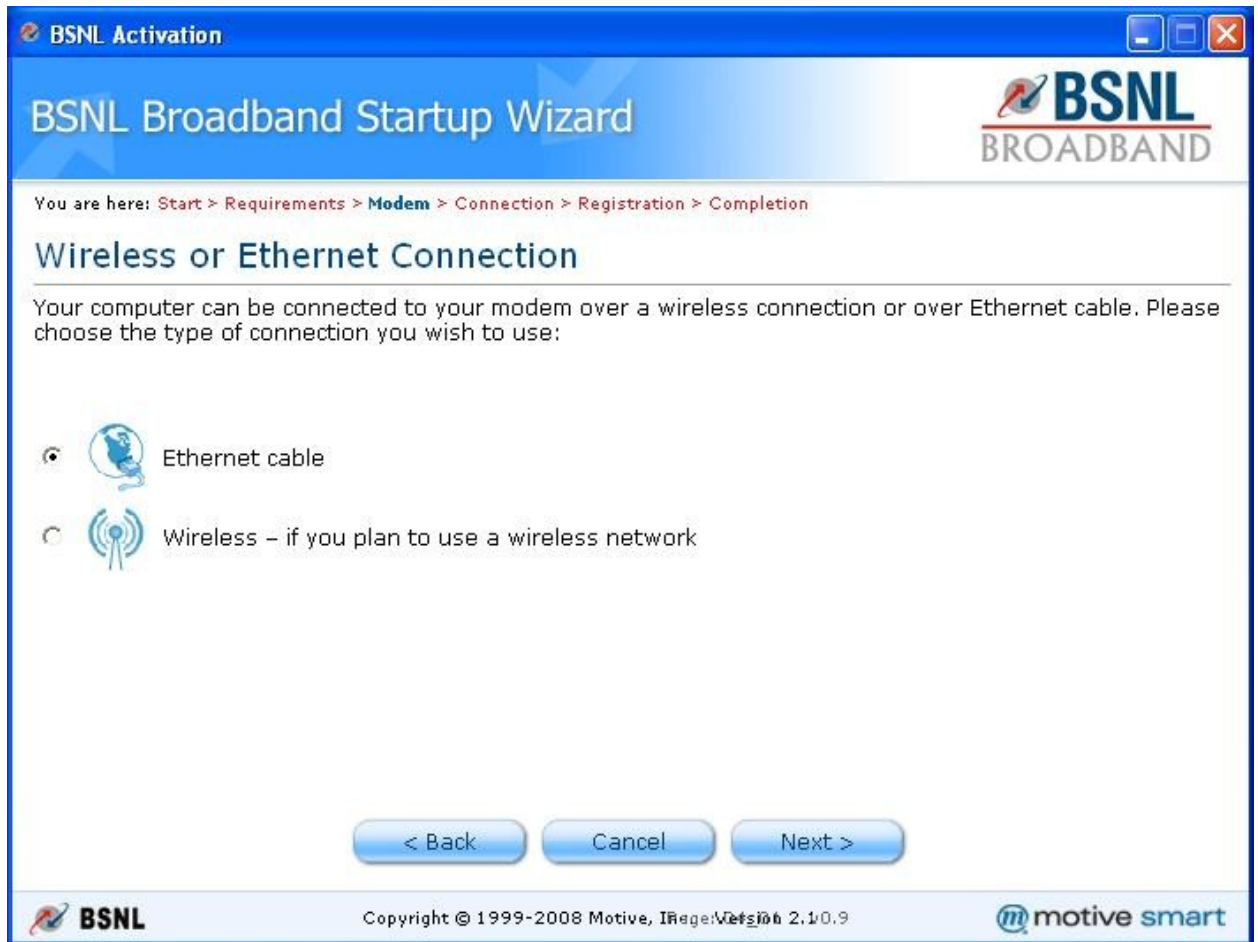 BSNL Activation
BSNL Broadband Startup Wizard
BSNL
BROADBAND
You are here: Start > Requirements > Modem > Connection > Registration > Completion
Wireless or Ethernet Connection
Your computer can be connected to your modem over a wireless connection or over Ethernet cable. Please
choose the type of connection you wish to use:
Ethernet cable
Wireless – if you plan to use a wireless network
< Back
Cancel
Next >
BSNL
Copyright © 1999-2008 Motive,
motive smart